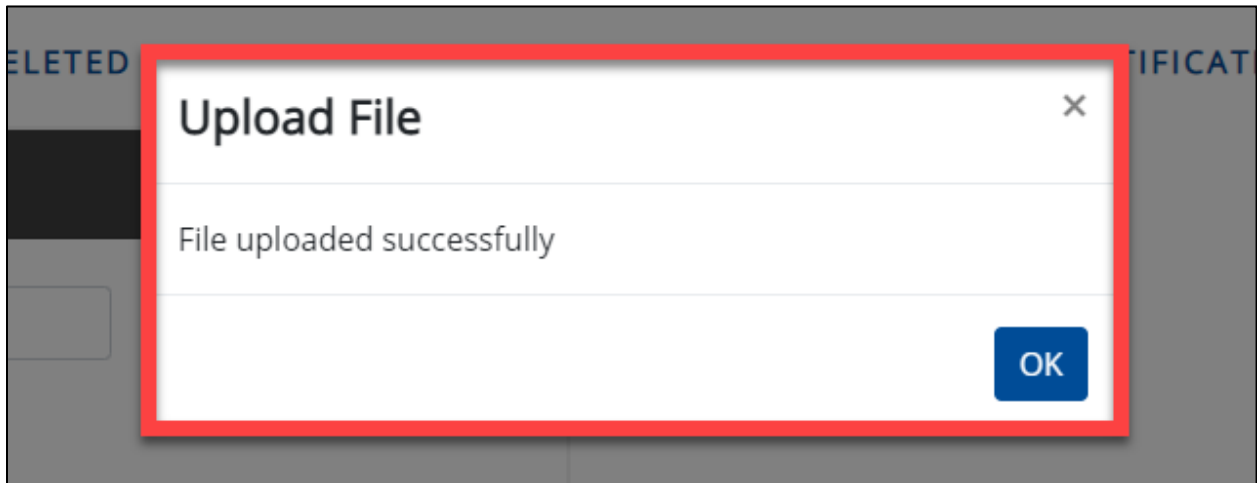 ELETED
TIFICAT
Upload File
×
File uploaded successfully
OK